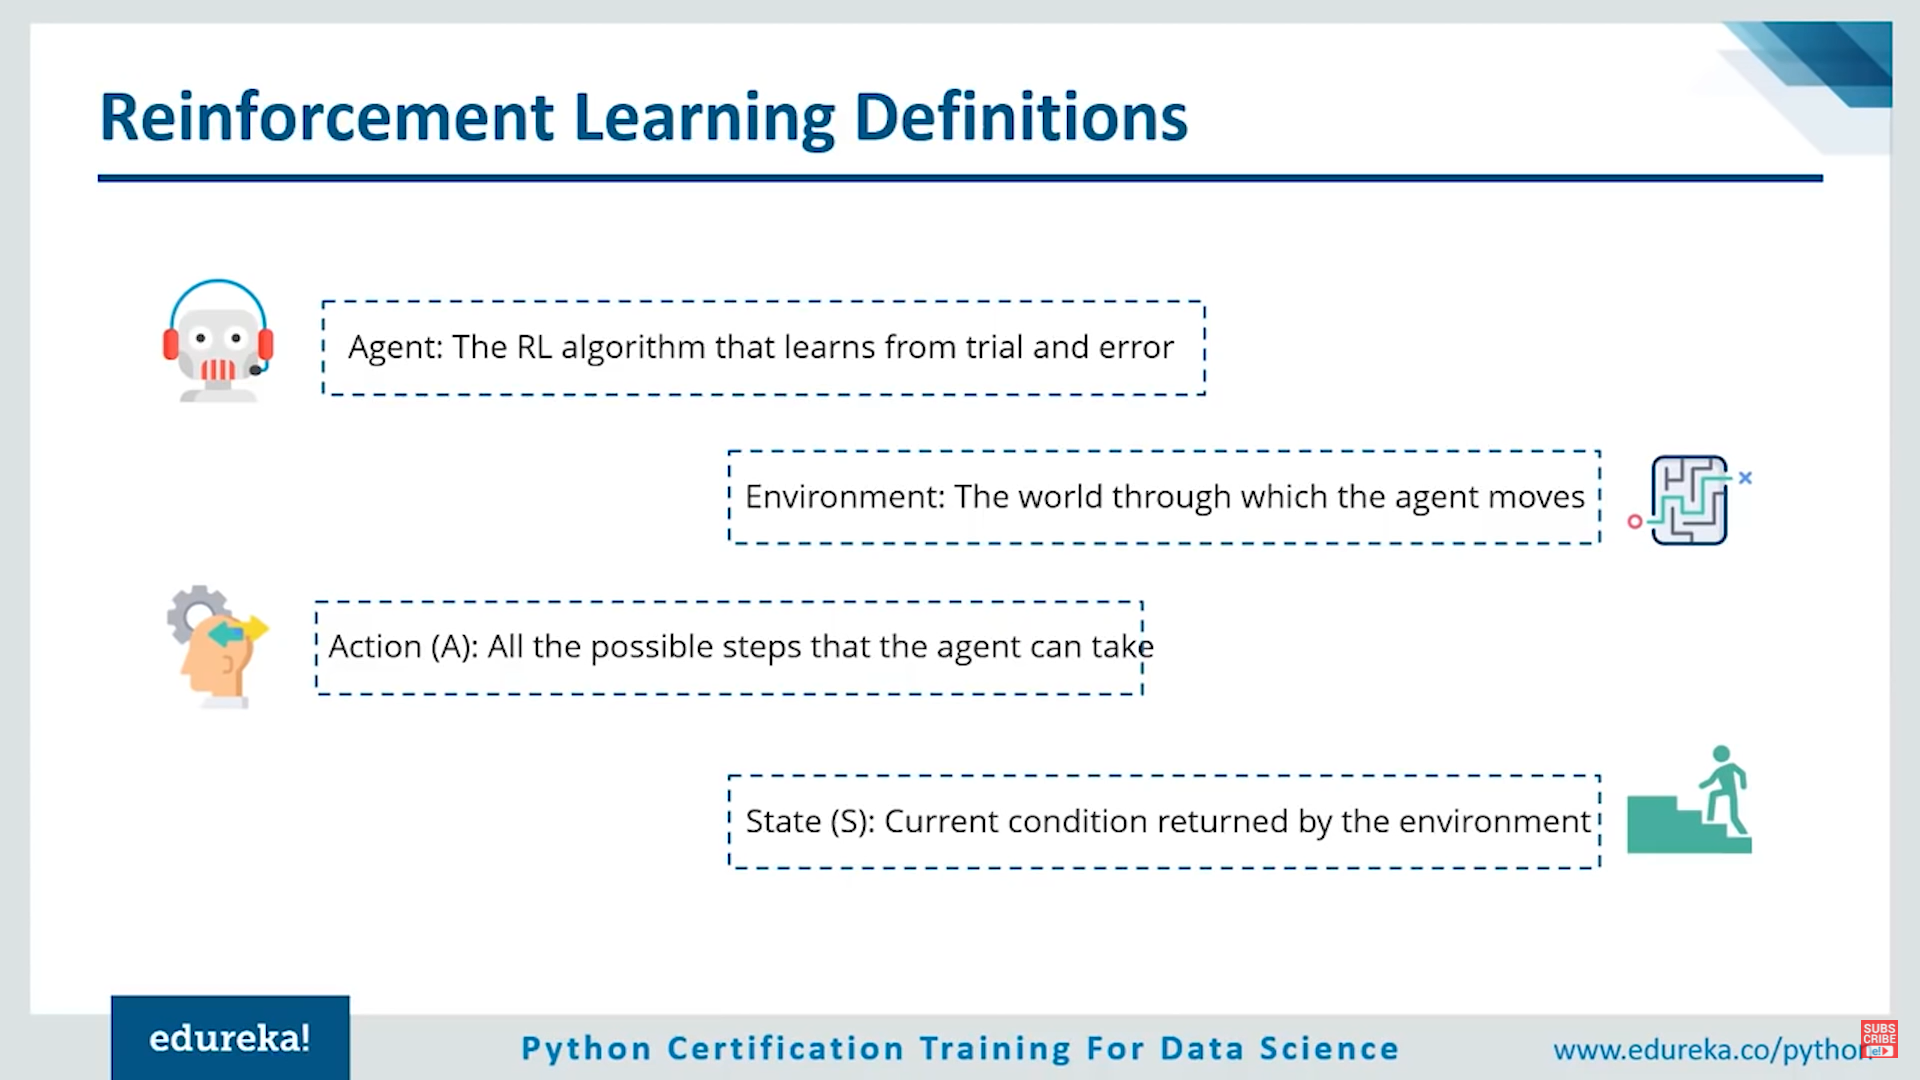 Reinforcement Learning Definitions
Agent: The RL algorithm that learns from trial and error
Environment: The world through which the agent moves
Action (A): All the possible steps that the agent can take
State (S): Current condition returned by the environment
edureka!
Python Certification Training For Data Science
www.edureka.co/python
SUBS
CRIBE
e!